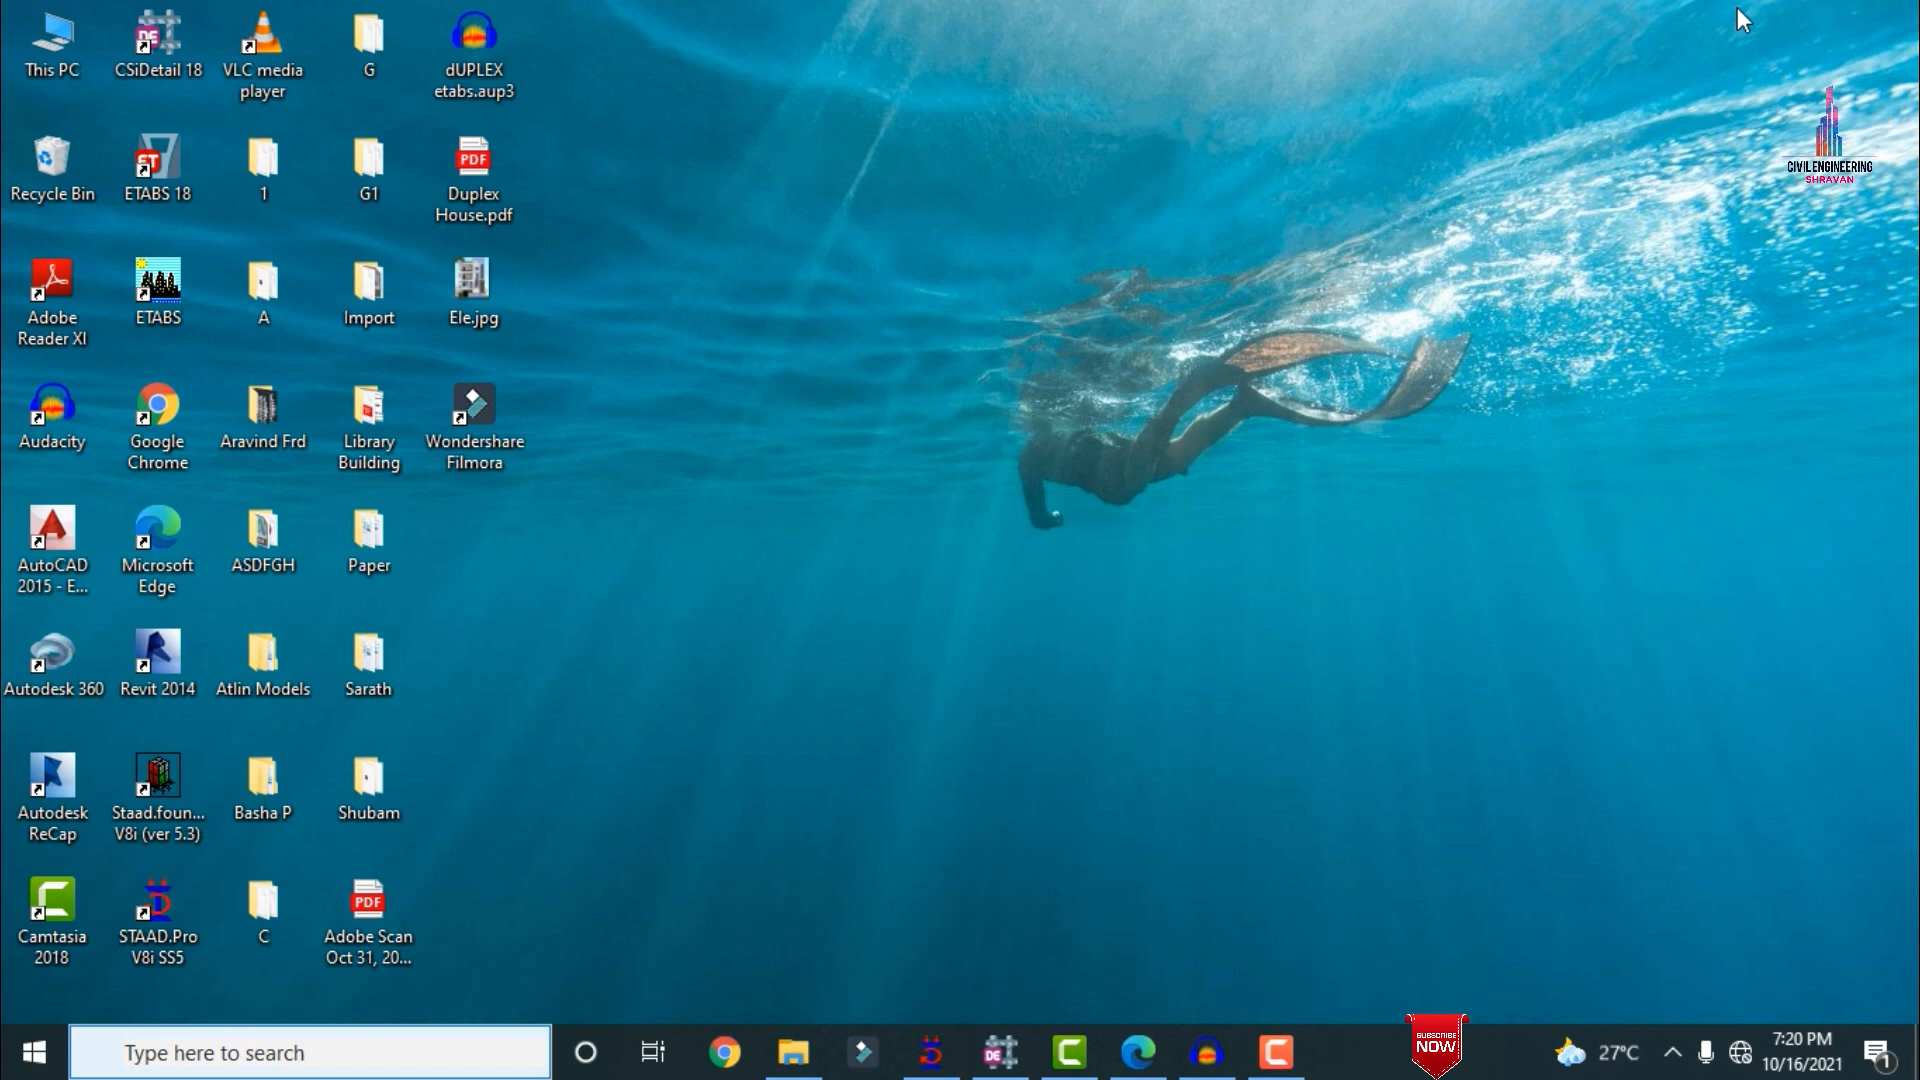 This PC
CSiDetail 18
VLC media
player
G
dUPLEX
etabs.aup3
Recycle Bin
ETABS 18
1
G1
PDF
Duplex
House.pdf
Adobe
Reader XI
ETABS
A
Import
Ele.jpg
Audacity
Google
Chrome
Aravind Frd
Library
Building
Wondershare
Filmora
AutoCAD
2015 - E...
Microsoft
Edge
ASDFGH
Paper
Autodesk 360
Revit 2014
Atlin Models
Sarath
Autodesk
ReCap
Staad.foun...
V8i (ver 5.3)
Basha P
Shubam
Camtasia
2018
STAAD.Pro
V8i SS5
C
PDF
Adobe Scan
Oct 31, 20...
CIVIL ENGINEERING
SHRAVAN
Type here to search
DE
SUBSCRIBE
NOW
27°C
7:20 PM
10/16/2021
1